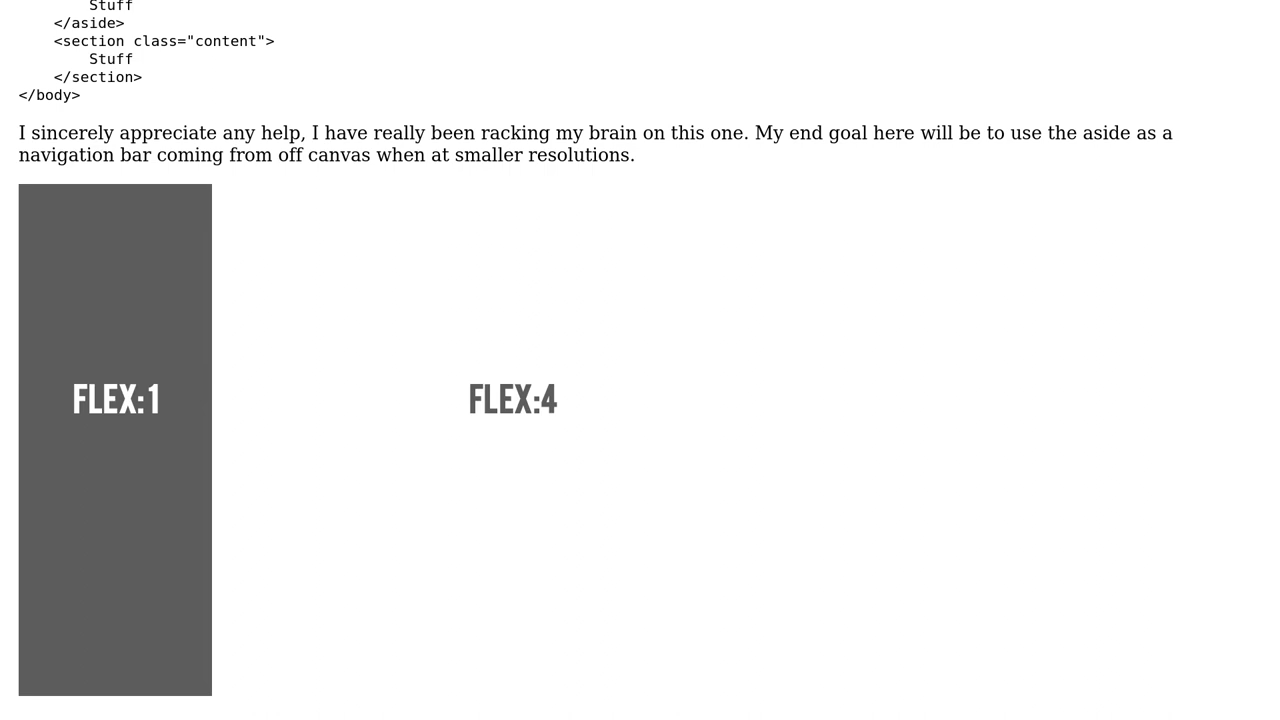 Stuff
</aside>
<section class="content">
Stuff
</section>
</body>
I sincerely appreciate any help, I have really been racking my brain on this one. My end goal here will be to use the aside as a
navigation bar coming from off canvas when at smaller resolutions.
FLEX:1
FLEX:4